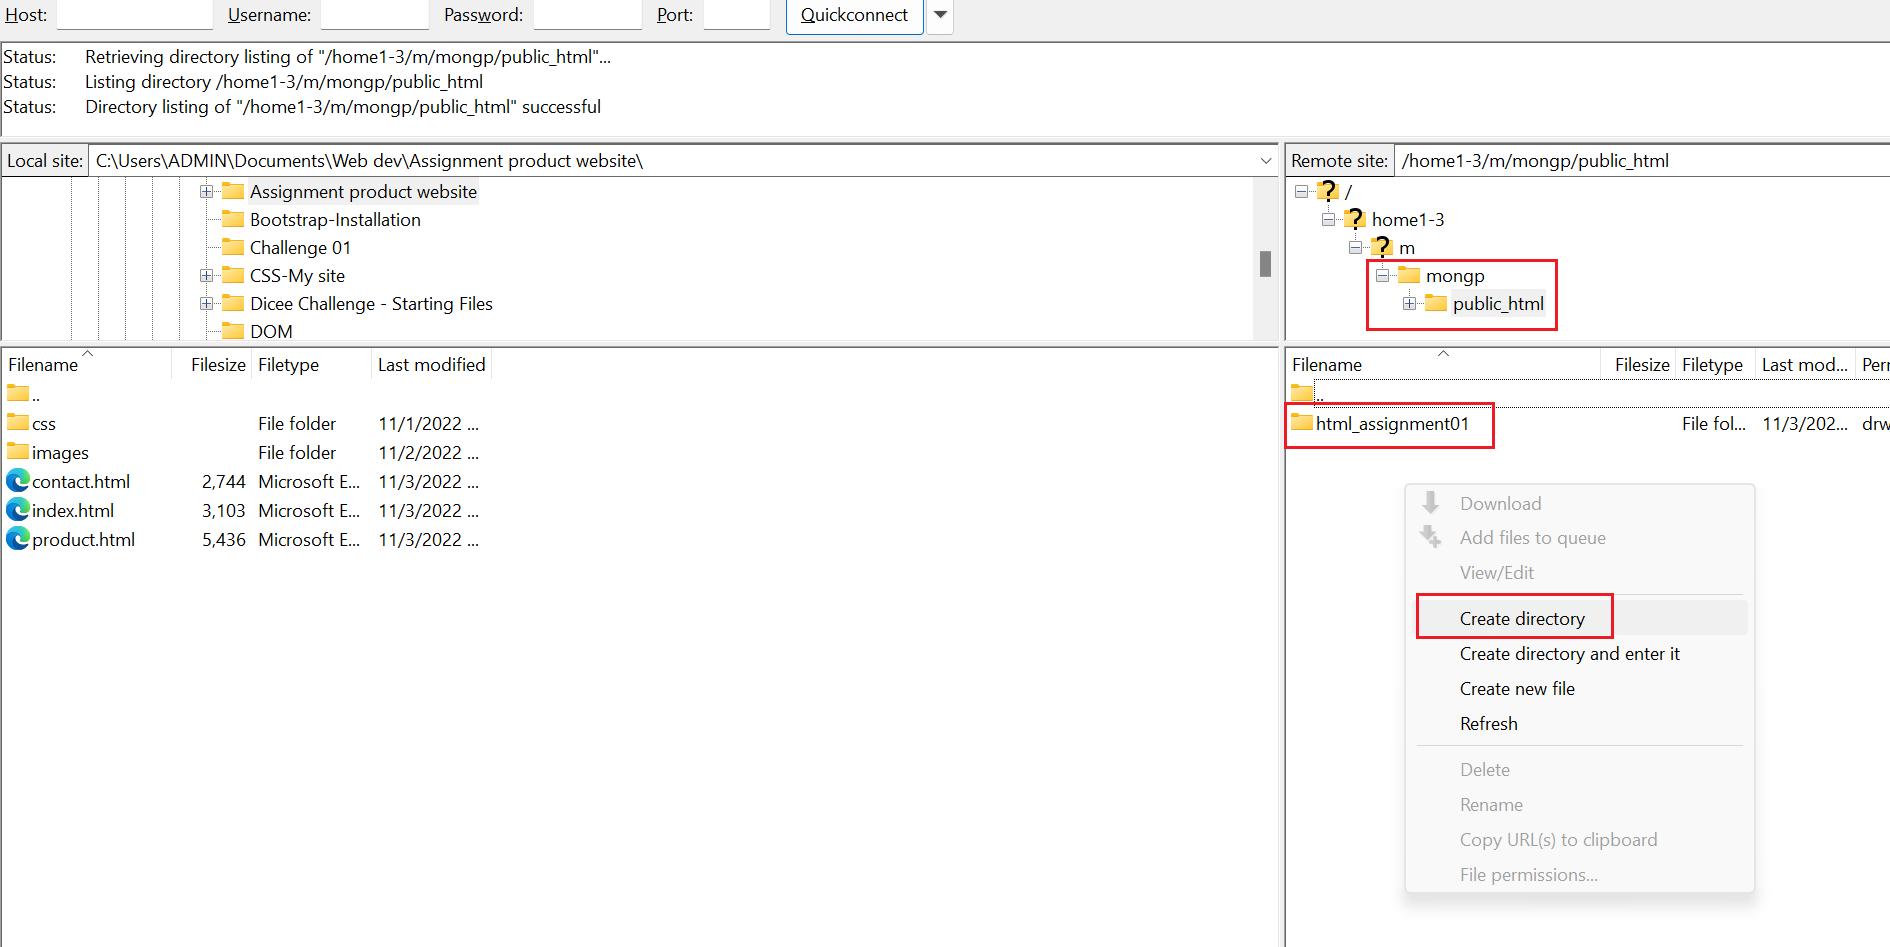 Host: Username: Password: Port: Quickconnect
Status: Retrieving directory listing of "/home1-3/m/mongp/public_html"...
Status: Listing directory /home1-3/m/mongp/public_html
Status: Directory listing of "/home1-3/m/mongp/public_html" successful
Local site: C:\Users\ADMIN\Documents\Web dev\Assignment product website\
Assignment product website
Bootstrap-Installation
Challenge 01
CSS-My site
Dicee Challenge - Starting Files
DOM
Filename Filesize Filetype Last modified
..
css File folder 11/1/2022 ...
images File folder 11/2/2022 ...
contact.html 2,744 Microsoft E... 11/3/2022 ...
index.html 3,103 Microsoft E... 11/3/2022 ...
product.html 5,436 Microsoft E... 11/3/2022 ...
Remote site: /home1-3/m/mongp/public_html
/
home1-3
m
mongp
public_html
Filename Filesize Filetype Last mod... Perr
..
html_assignment01 File fol... 11/3/202... drw
Download
Add files to queue
View/Edit
Create directory
Create directory and enter it
Create new file
Refresh
Delete
Rename
Copy URL(s) to clipboard
File permissions...